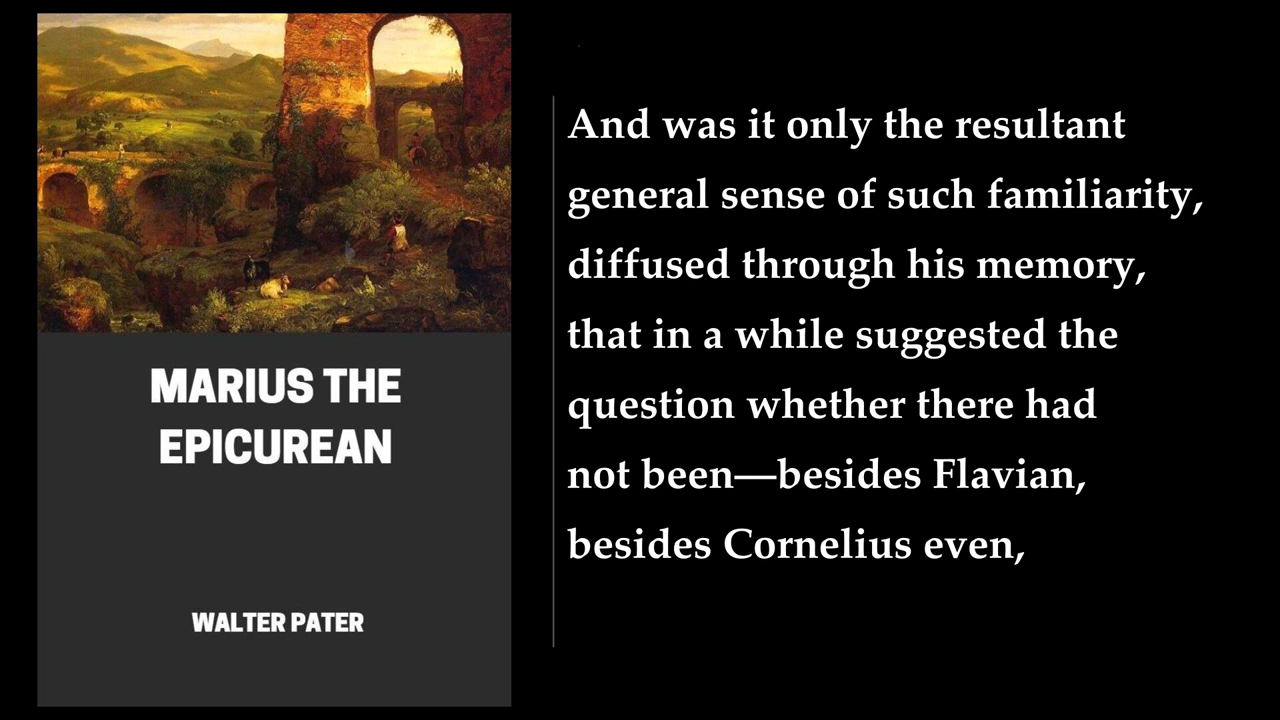 MARIUS THE
EPICUREAN
WALTER PATER
And was it only the resultant
general sense of such familiarity,
diffused through his memory,
that in a while suggested the
question whether there had
not been—besides Flavian,
besides Cornelius even,